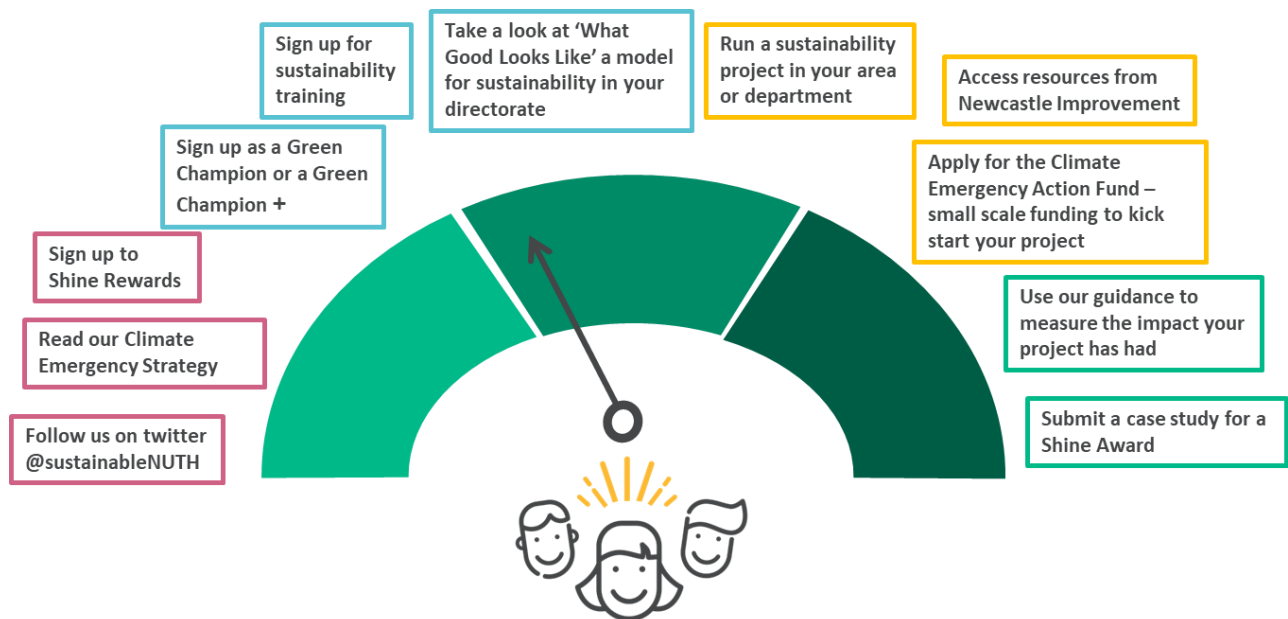 Follow us on twitter
@sustainableNUTH
Read our Climate
Emergency Strategy
Sign up to
Shine Rewards
Sign up as a Green
Champion or a Green
Champion +
Sign up for
sustainability
training
Take a look at ‘What
Good Looks Like’ a model
for sustainability in your
directorate
Run a sustainability
project in your area
or department
Access resources from
Newcastle Improvement
Apply for the Climate
Emergency Action Fund –
small scale funding to kick
start your project
Use our guidance to
measure the impact your
project has had
Submit a case study for a
Shine Award